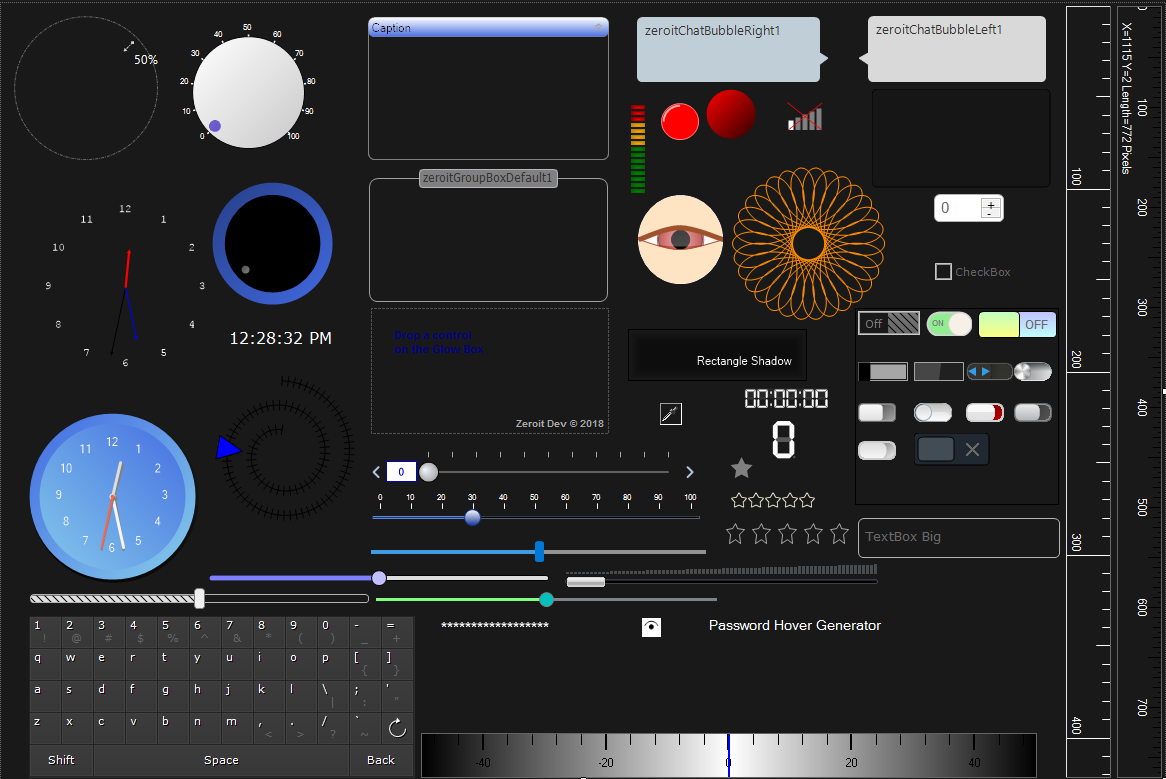 50%
0 10 20 30 40 50 60 70 80 90 100
Caption
zeroitChatBubbleRight1
zeroitChatBubbleLeft1
X=1115 Y=2 Length=772 Pixels
zeroitGroupBoxDefault1
0
+
-
CheckBox
12 1 2 3 4 5 6 7 8 9 10 11
12:28:32 PM
Drop a control
on the Glow Box
Zeroit Dev © 2018
Rectangle Shadow
Off
ON
OFF
00:00:00
0
12 1 2 3 4 5 6 7 8 9 10 11
0
0 10 20 30 40 50 60 70 80 90 100
TextBox Big
******************
Password Hover Generator
1 2 3 4 5 6 7 8 9 0 - =
! @ # $ % ^ & * ( ) _ +
q w e r t y u i o p [ ]
{ }
a s d f g h j k l \ ; '
| : "
z x c v b n m , . / `
< > ? ~
Shift Space Back
-40 -20 0 20 40
100 200 300 400
0 100 200 300 400 500 600 700